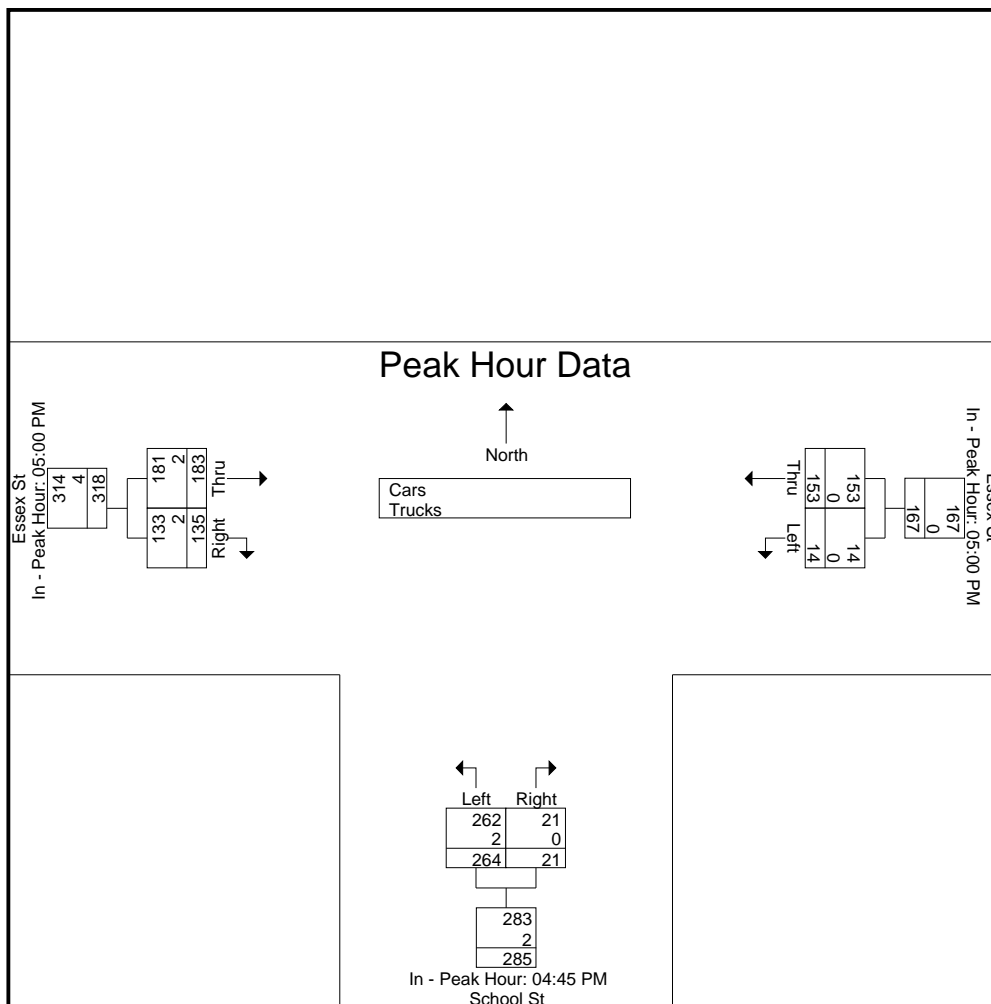 Peak Hour Data
North
Cars
Trucks
Essex St
In - Peak Hour: 05:00 PM
314
4
318
181
2
183
Thru
133
2
135
Right
In - Peak Hour: 05:00 PM
167
0
167
153
0
153
Thru
14
0
14
Left
Left Right
262 21
2 0
264 21
283
2
285
In - Peak Hour: 04:45 PM
School St